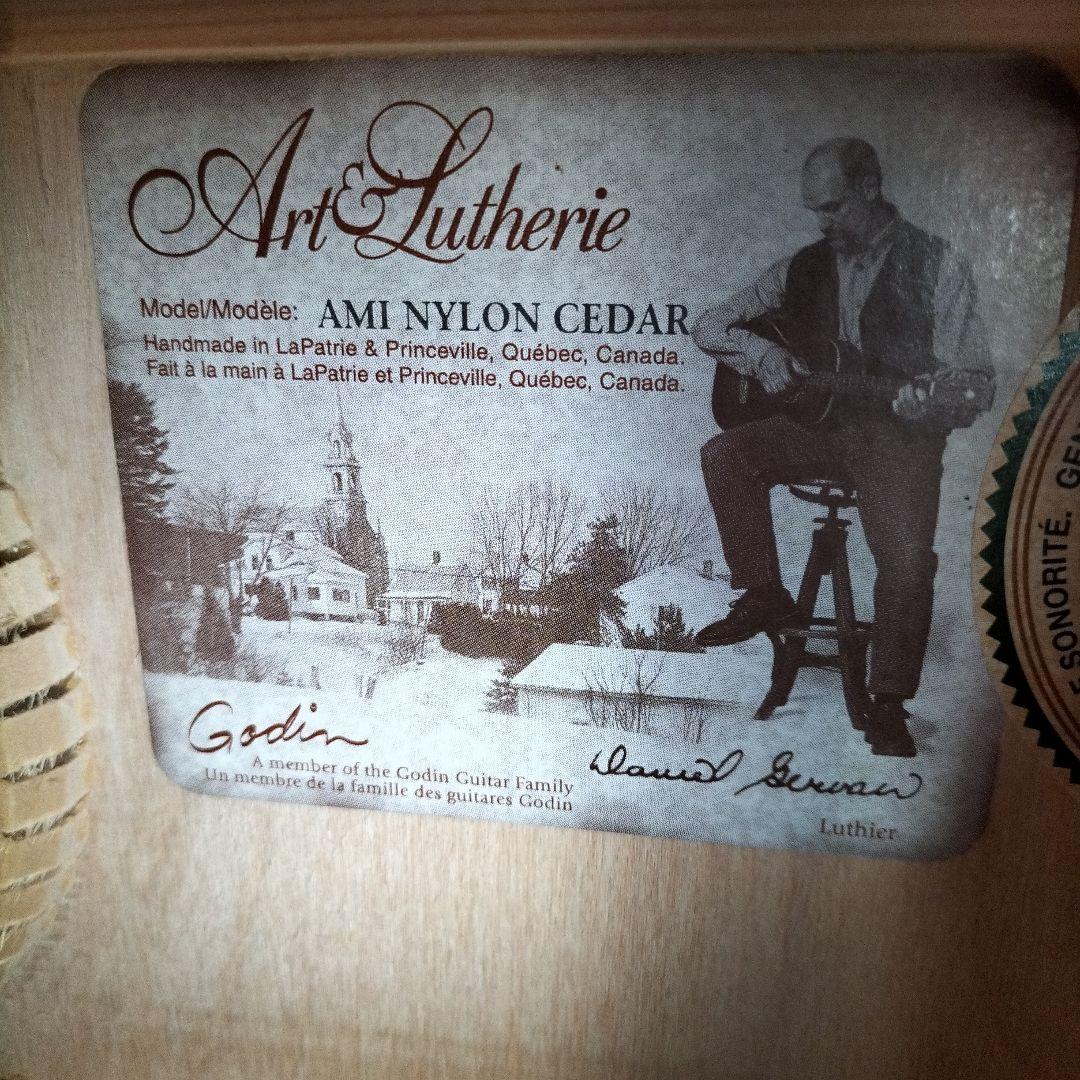 Art & Lutherie
Model/Modèle: AMI NYLON CEDAR
Handmade in LaPatrie & Princeville, Québec, Canada.
Fait à la main à LaPatrie et Princeville, Québec, Canada.
Godin
A member of the Godin Guitar Family
Un membre de la famille des guitares Godin
Daniel Gervais
Luthier
SONORITÉ.